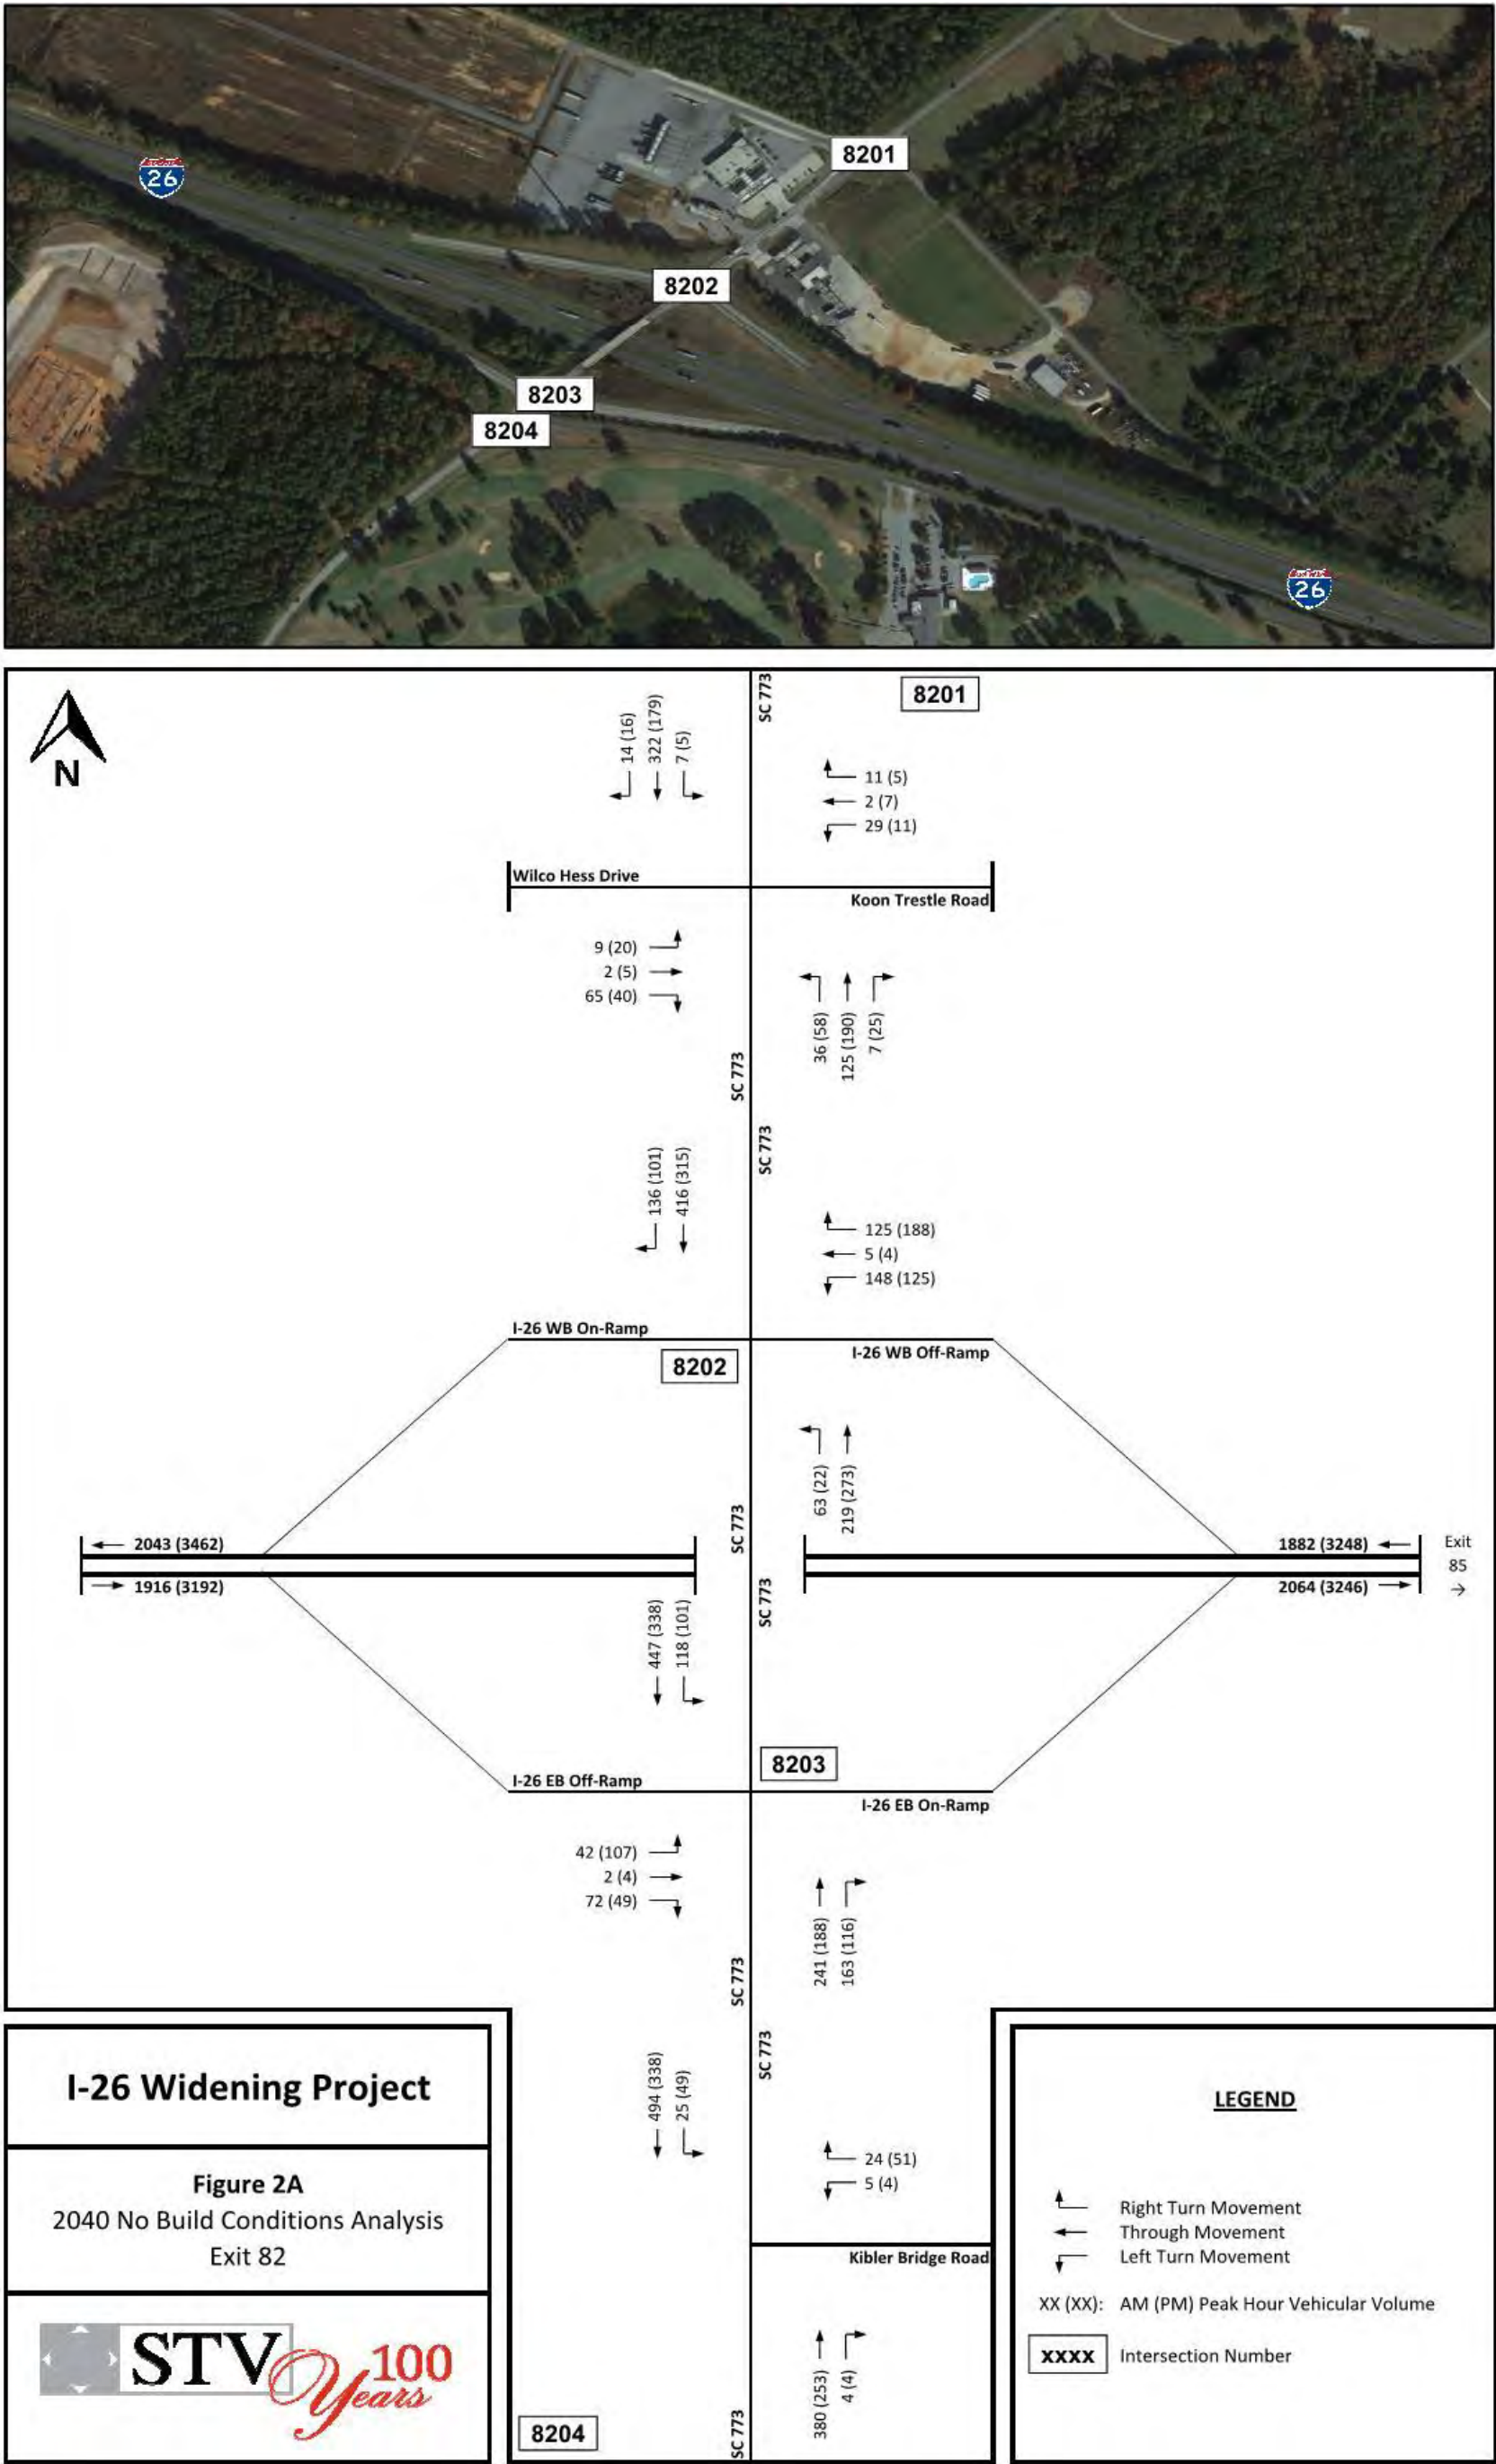 26
8201
8202
8203
8204
26
N
SC 773
8201
14 (16)
322 (179)
7 (5)
11 (5)
2 (7)
29 (11)
Wilco Hess Drive
Koon Trestle Road
9 (20)
2 (5)
65 (40)
36 (58)
125 (190)
7 (25)
SC 773
SC 773
136 (101)
416 (315)
125 (188)
5 (4)
148 (125)
I-26 WB On-Ramp
I-26 WB Off-Ramp
8202
63 (22)
219 (273)
SC 773
2043 (3462)
1916 (3192)
1882 (3248)
2064 (3246)
Exit
85
→
SC 773
447 (338)
118 (101)
8203
I-26 EB Off-Ramp
I-26 EB On-Ramp
42 (107)
2 (4)
72 (49)
241 (188)
163 (116)
SC 773
SC 773
494 (338)
25 (49)
24 (51)
5 (4)
Kibler Bridge Road
380 (253)
4 (4)
SC 773
8204
I-26 Widening Project
Figure 2A
2040 No Build Conditions Analysis
Exit 82
STV 100
Years
LEGEND
Right Turn Movement
Through Movement
Left Turn Movement
XX (XX): AM (PM) Peak Hour Vehicular Volume
XXXX Intersection Number